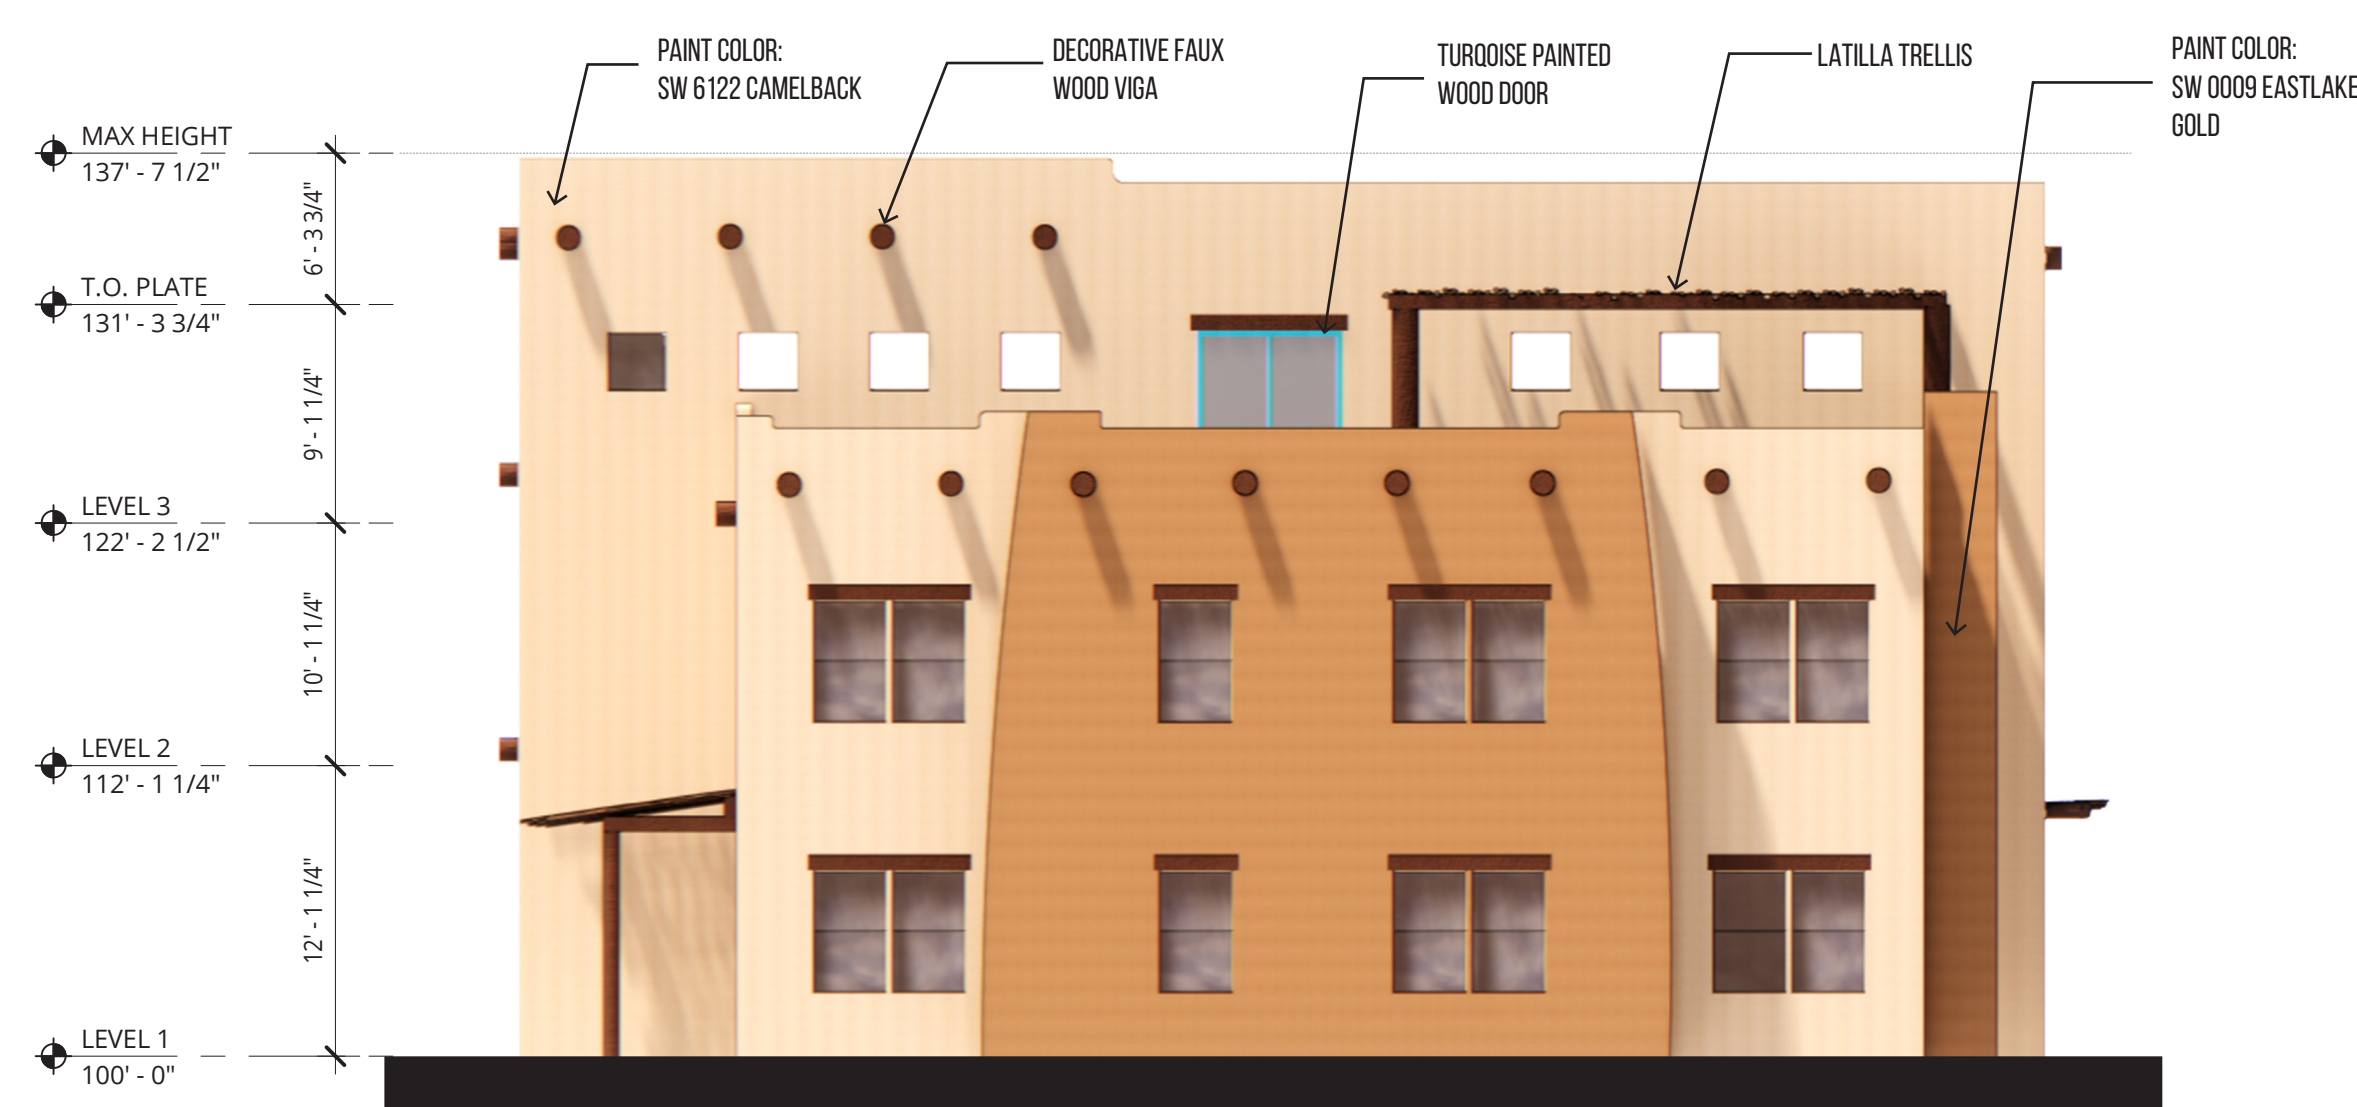 PAINT COLOR:
SW 6122 CAMELBACK
DECORATIVE FAUX
WOOD VIGA
TURQOISE PAINTED
WOOD DOOR
LATILLA TRELLIS
PAINT COLOR:
SW 0009 EASTLAKE
GOLD
MAX HEIGHT
137' - 7 1/2"
6' - 3 3/4"
T.O. PLATE
131' - 3 3/4"
9' - 1 1/4"
LEVEL 3
122' - 2 1/2"
10' - 1 1/4"
LEVEL 2
112' - 1 1/4"
12' - 1 1/4"
LEVEL 1
100' - 0"